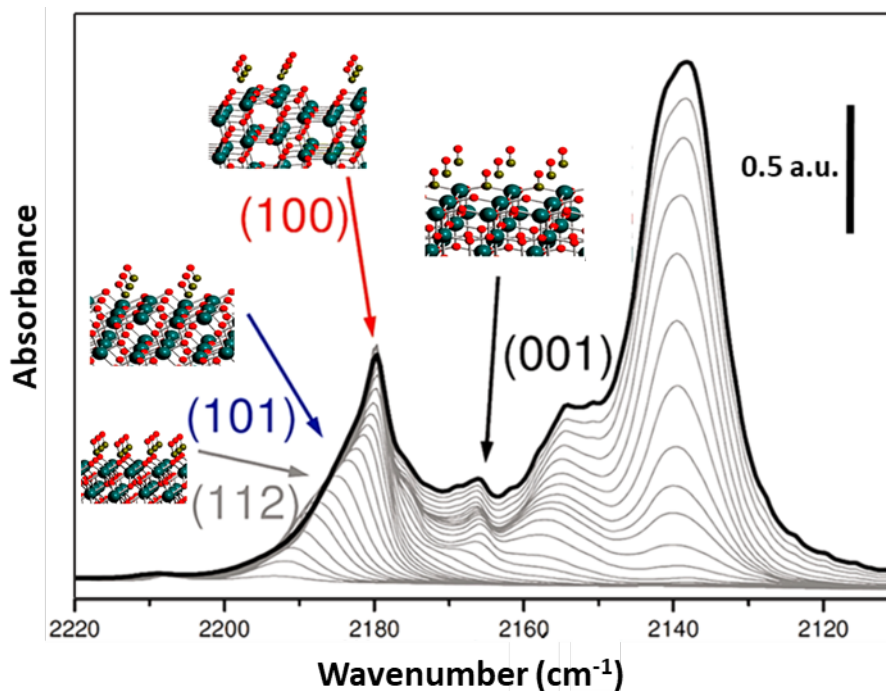 0.5 a.u.
(100)
(001)
(101)
(112)
Absorbance
2220 2200 2180 2160 2140 2120
Wavenumber (cm⁻¹)